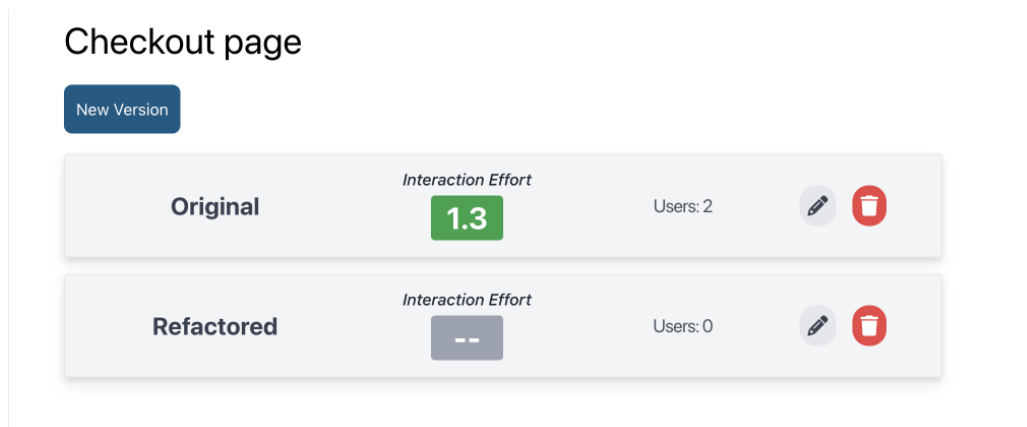 Checkout page
New Version
Interaction Effort
Original
1.3
Users: 2
Interaction Effort
Refactored
--
Users: 0